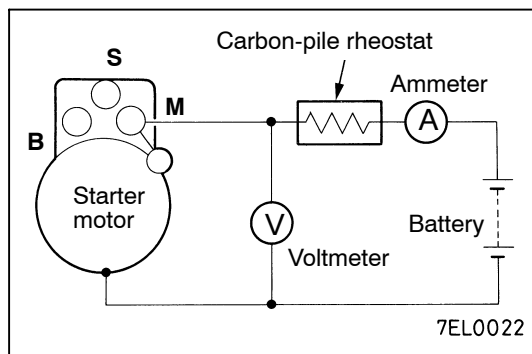 Carbon-pile rheostat
S
Ammeter
M
A
B
Starter
motor
V
Battery
Voltmeter
7EL0022